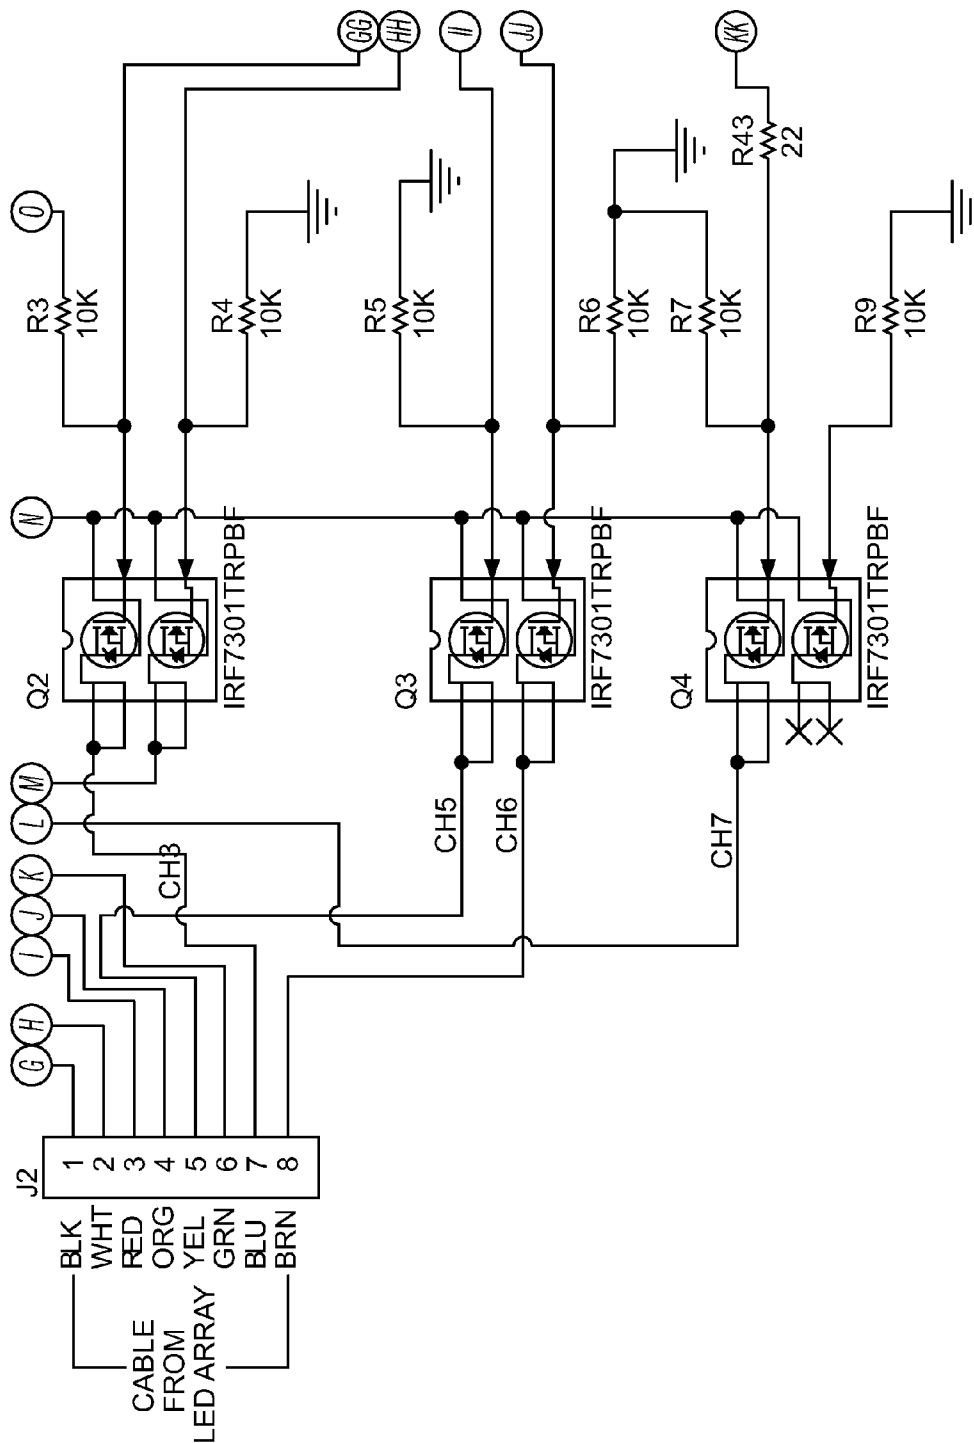 J2
BLK 1
WHT 2
RED 3
ORG 4
YEL 5
GRN 6
BLU 7
BRN 8
CABLE
FROM
LED ARRAY
G
H
I
J
K
L
M
N
O
CH3
CH5
CH6
CH7
Q2
IRF7301TRPBF
Q3
IRF7301TRPBF
Q4
IRF7301TRPBF
R3
10K
R4
10K
R5
10K
R6
10K
R7
10K
R9
10K
R43
22
GG
HH
II
JJ
KK